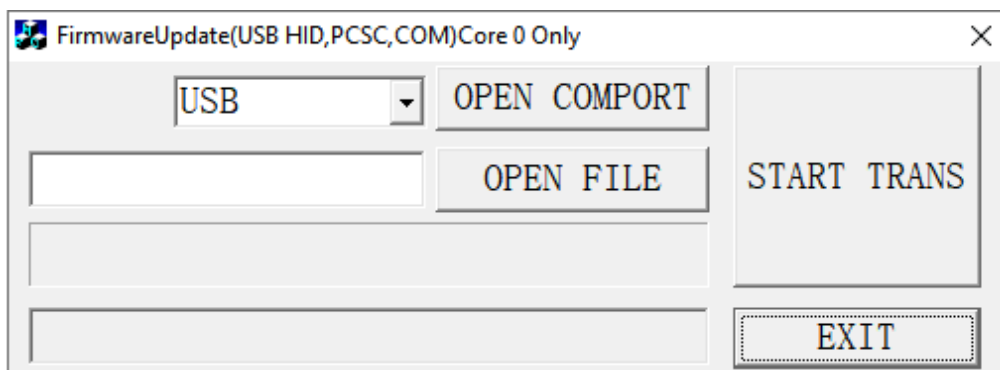 FirmwareUpdate(USB HID,PCSC,COM)Core 0 Only
USB
OPEN COMPORT
OPEN FILE
START TRANS
EXIT